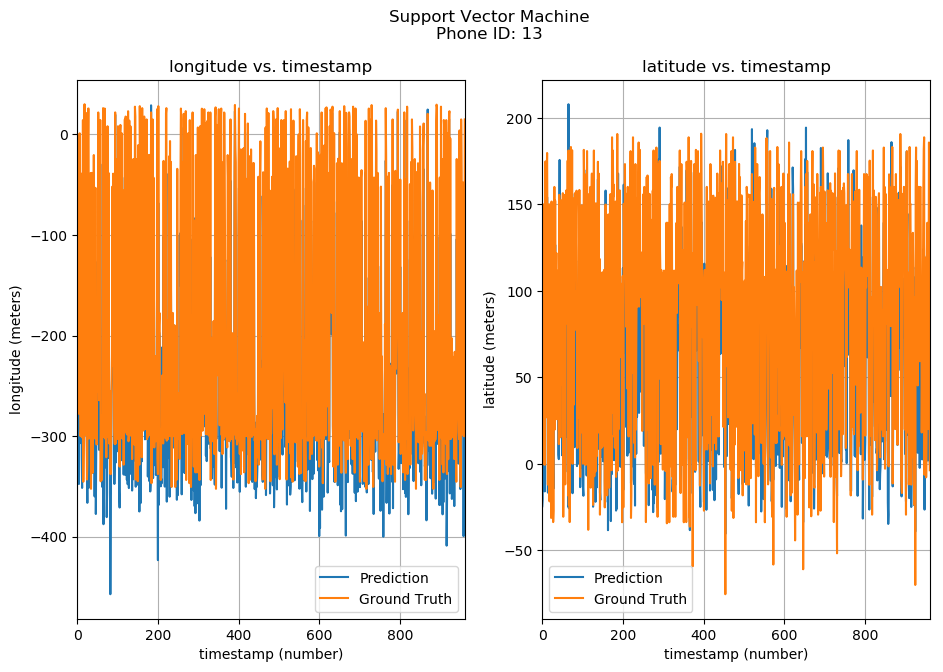 Support Vector Machine
Phone ID: 13
longitude vs. timestamp
longitude (meters)
0
−100
−200
−300
−400
0
200
400
600
800
timestamp (number)
Prediction
Ground Truth
latitude vs. timestamp
latitude (meters)
200
150
100
50
0
−50
0
200
400
600
800
timestamp (number)
Prediction
Ground Truth